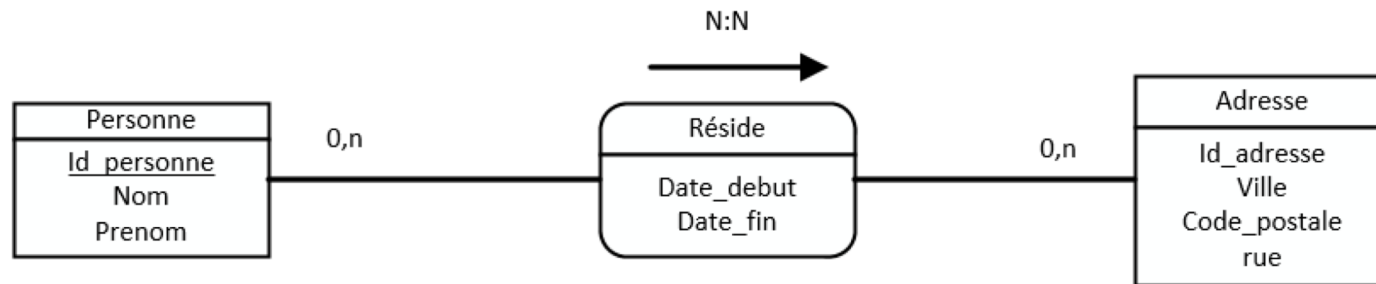 N:N
Personne
Id_personne
Nom
Prenom
0,n
Réside
Date_debut
Date_fin
0,n
Adresse
Id_adresse
Ville
Code_postale
rue